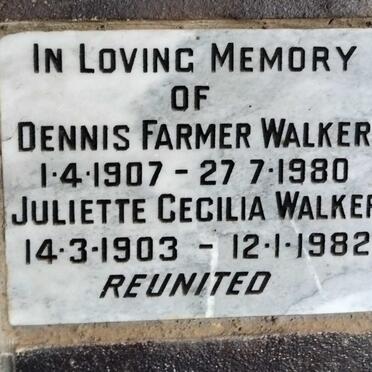 IN LOVING MEMORY
OF
DENNIS FARMER WALKER
1·4·1907 - 27 7·1980
JULIETTE CECILIA WALKER
14·3·1903 - 12·1·1982
REUNITED